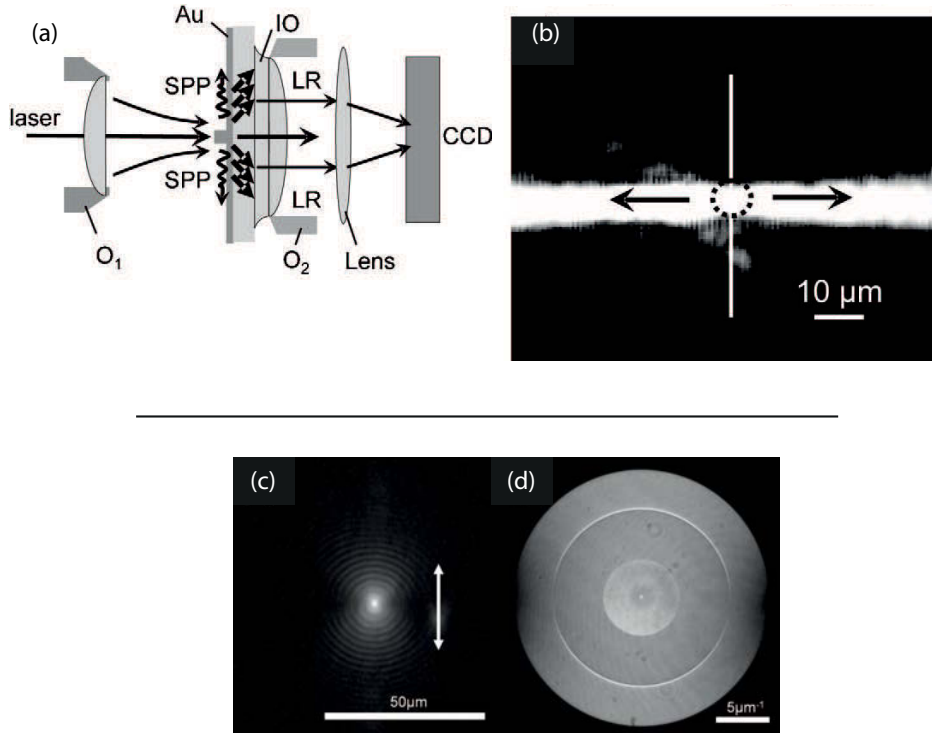 (a)
Au
IO
SPP
LR
laser
CCD
SPP
LR
O₁
O₂
Lens
(b)
10 µm
(c)
50µm
(d)
5µm⁻¹